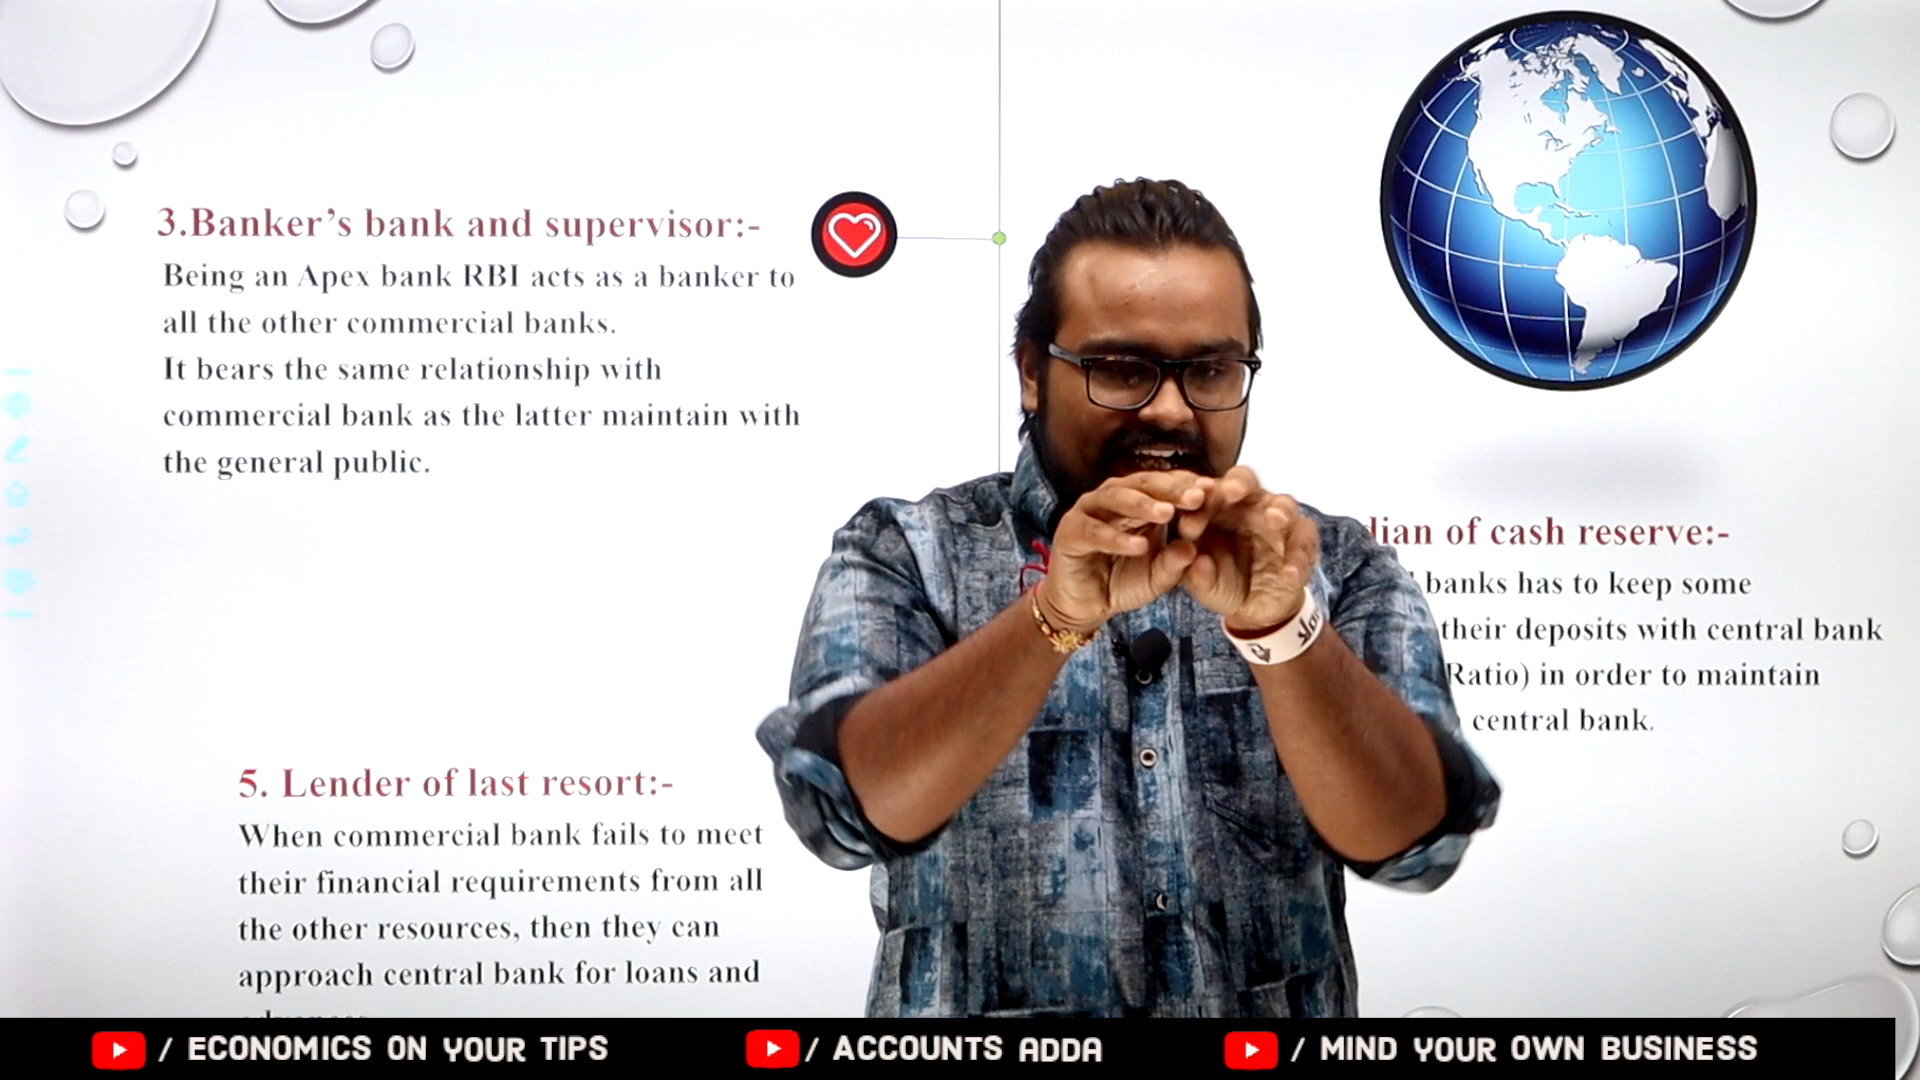 3.Banker's bank and supervisor:-
Being an Apex bank RBI acts as a banker to
all the other commercial banks.
It bears the same relationship with
commercial bank as the latter maintain with
the general public.
of cash reserve:-
banks has to keep some
their deposits with central bank
Ratio) in order to maintain
central bank.
5. Lender of last resort:-
When commercial bank fails to meet
their financial requirements from all
the other resources, then they can
approach central bank for loans and
/ ECONOMICS ON YOUR TIPS
/ ACCOUNTS ADDA
/ MIND YOUR OWN BUSINESS